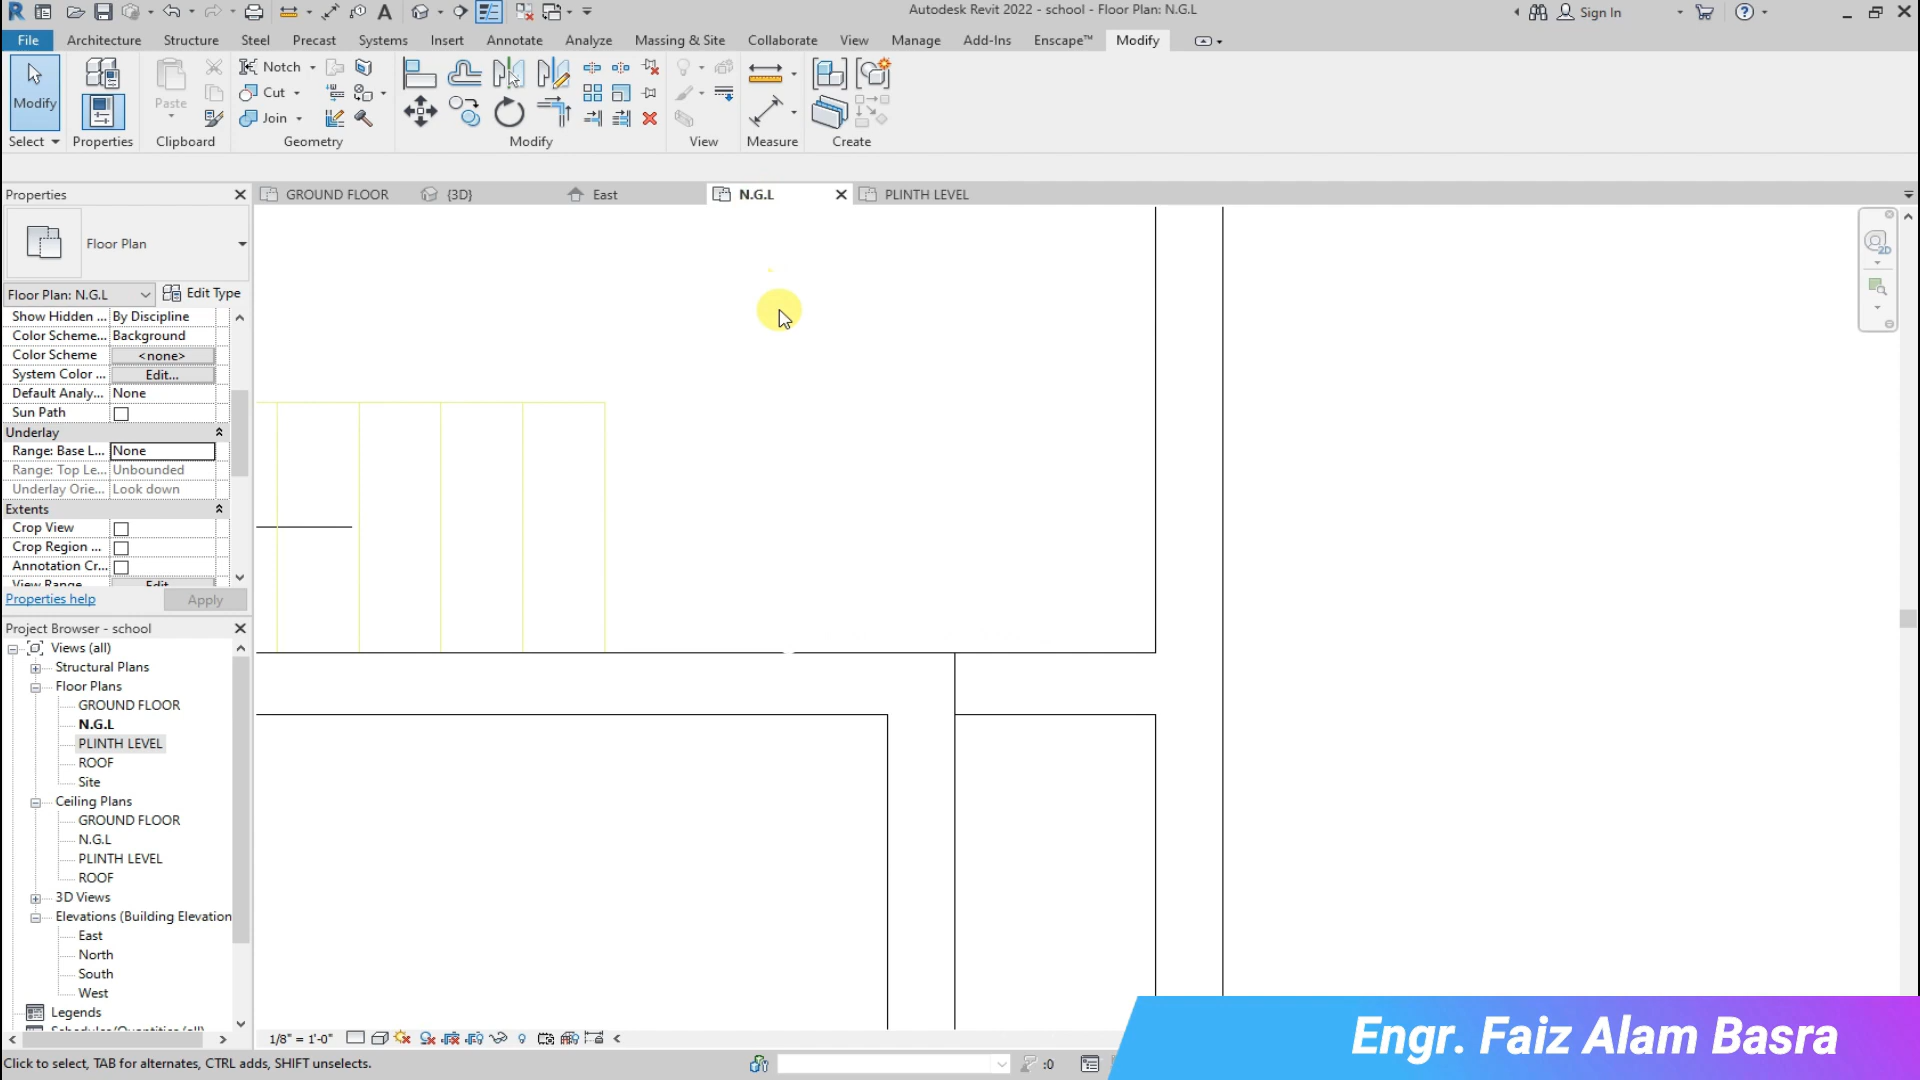 Autodesk Revit 2022 - school - Floor Plan: N.G.L
Sign In
File Architecture Structure Steel Precast Systems Insert Annotate Analyze Massing & Site Collaborate View Manage Add-Ins Enscape™ Modify
Modify
Paste
Notch
Cut
Join
Select Properties Clipboard Geometry Modify View Measure Create
Properties
GROUND FLOOR {3D} East N.G.L PLINTH LEVEL
Floor Plan
Floor Plan: N.G.L Edit Type
Show Hidden ... By Discipline
Color Scheme... Background
Color Scheme <none>
System Color ... Edit...
Default Analy... None
Sun Path
Underlay
Range: Base L... None
Range: Top Le... Unbounded
Underlay Orie... Look down
Extents
Crop View
Crop Region ...
Annotation Cr...
View Range Edit...
Properties help Apply
Project Browser - school
Views (all)
Structural Plans
Floor Plans
GROUND FLOOR
N.G.L
PLINTH LEVEL
ROOF
Site
Ceiling Plans
GROUND FLOOR
N.G.L
PLINTH LEVEL
ROOF
3D Views
Elevations (Building Elevation
East
North
South
West
Legends
Schedules/Quantities (all)
1/8" = 1'-0"
2D
Click to select, TAB for alternates, CTRL adds, SHIFT unselects.
:0
Engr. Faiz Alam Basra